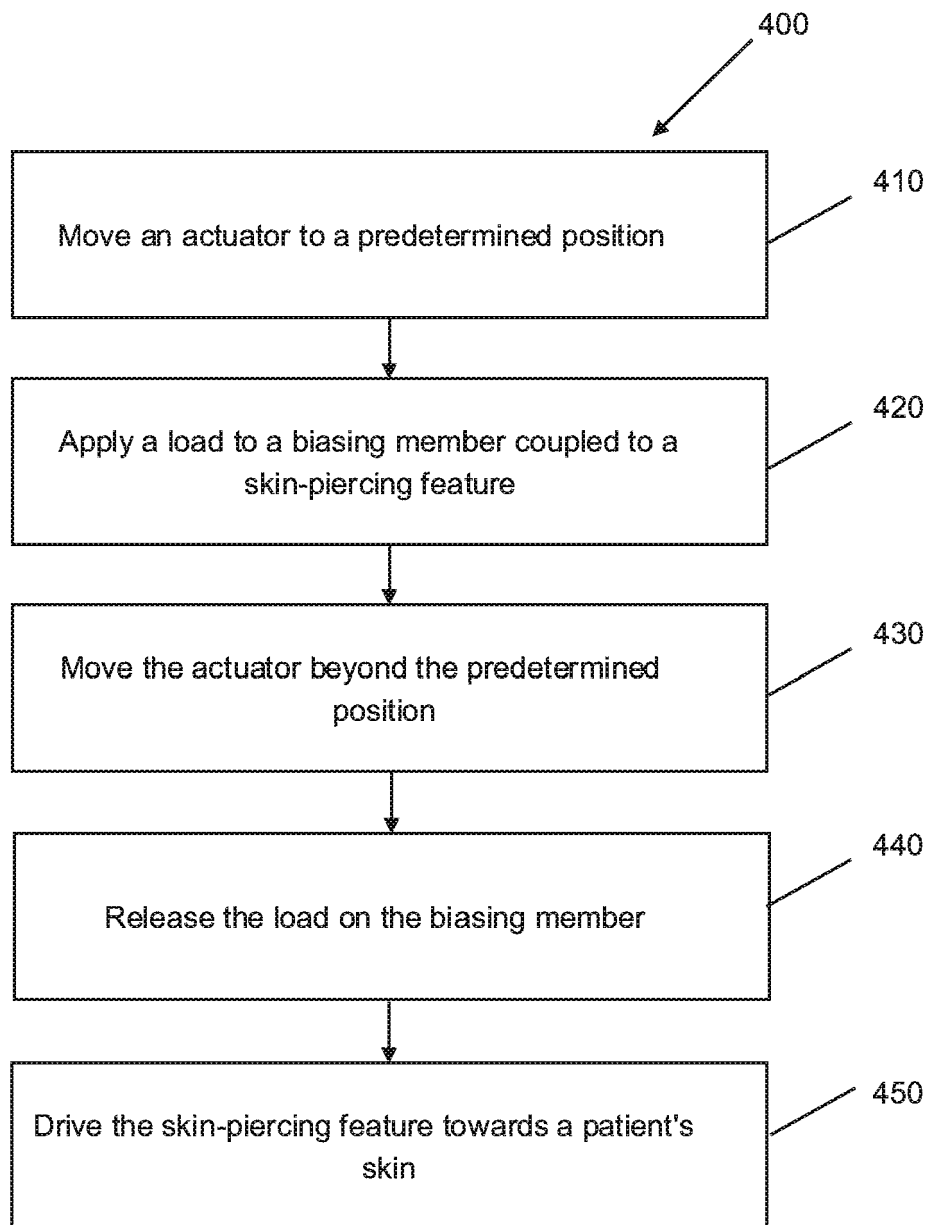 400
410
Move an actuator to a predetermined position
420
Apply a load to a biasing member coupled to a
skin-piercing feature
430
Move the actuator beyond the predetermined
position
440
Release the load on the biasing member
450
Drive the skin-piercing feature towards a patient's
skin